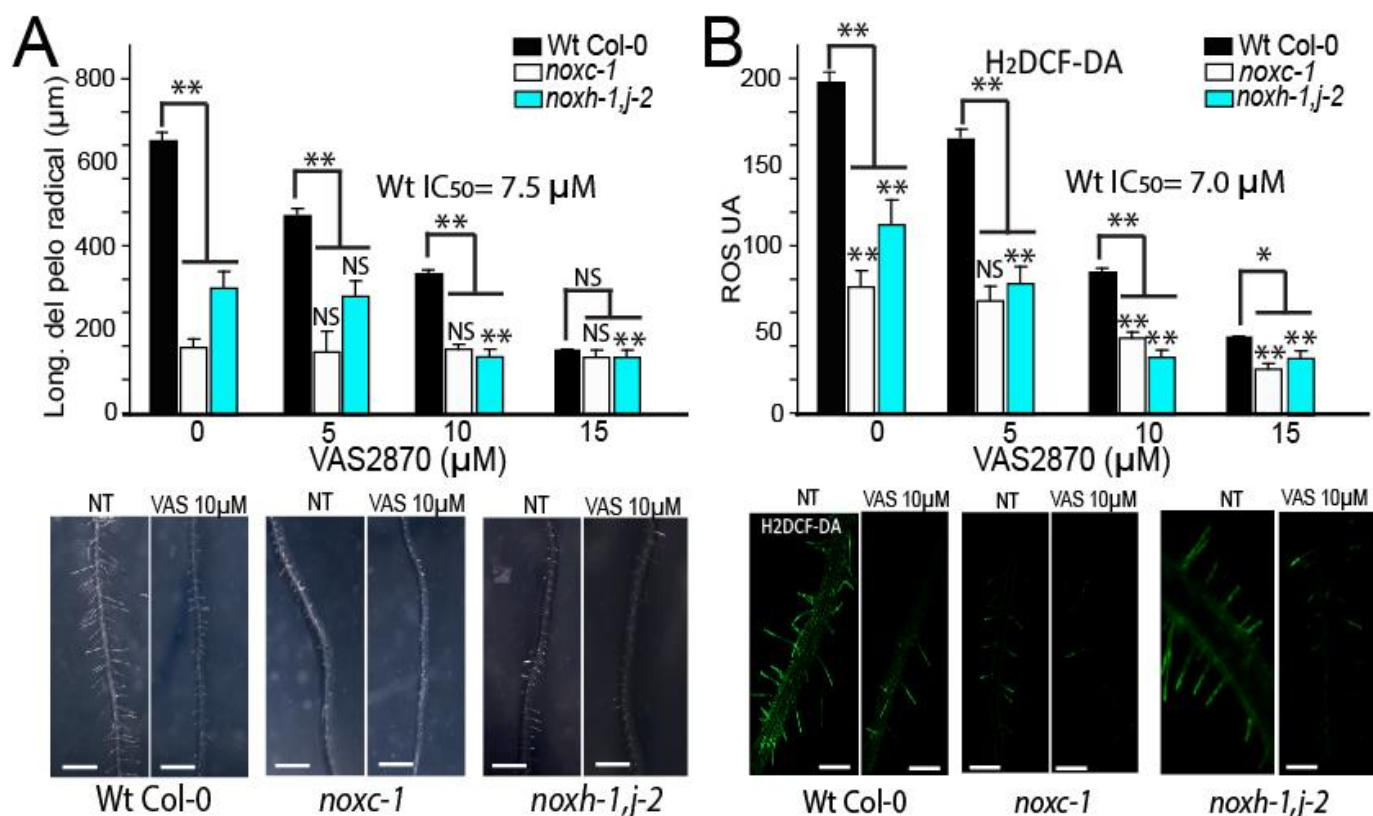 A
Wt Col-0
noxc-1
noxh-1,j-2
Long. del pelo radical (µm)
800
600
400
200
0
**
**
Wt IC50= 7.5 µM
**
NS
NS
NS
NS
**
NS
**
0 5 10 15
VAS2870 (µM)
NT VAS 10µM NT VAS 10µM NT VAS 10µM
Wt Col-0 noxc-1 noxh-1,j-2
B
H2DCF-DA
Wt Col-0
noxc-1
noxh-1,j-2
ROS UA
200
150
100
50
0
**
**
Wt IC50= 7.0 µM
**
**
*
**
NS
**
**
**
**
**
0 5 10 15
VAS2870 (µM)
NT VAS 10µM NT VAS 10µM NT VAS 10µM
H2DCF-DA
Wt Col-0 noxc-1 noxh-1,j-2